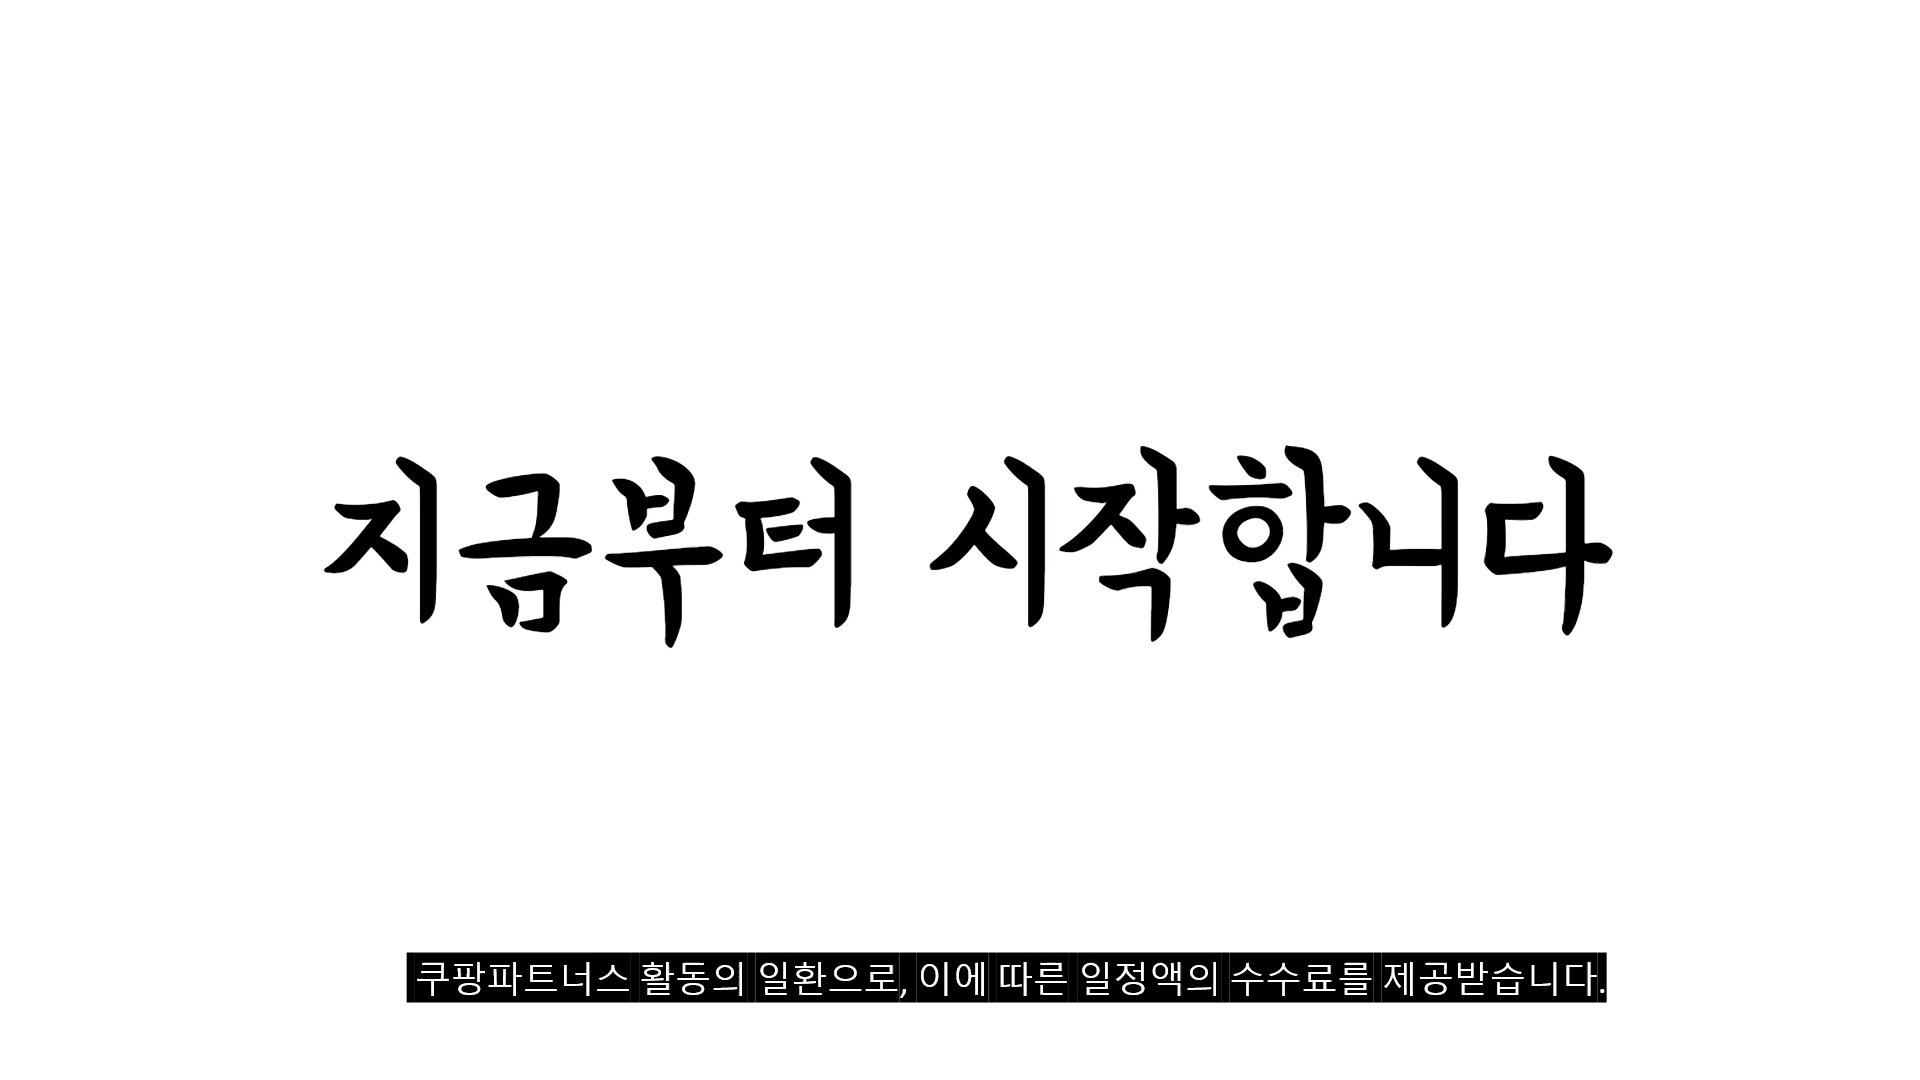 지금부터 시작합니다
쿠팡파트너스 활동의 일환으로, 이에 따른 일정액의 수수료를 제공받습니다.